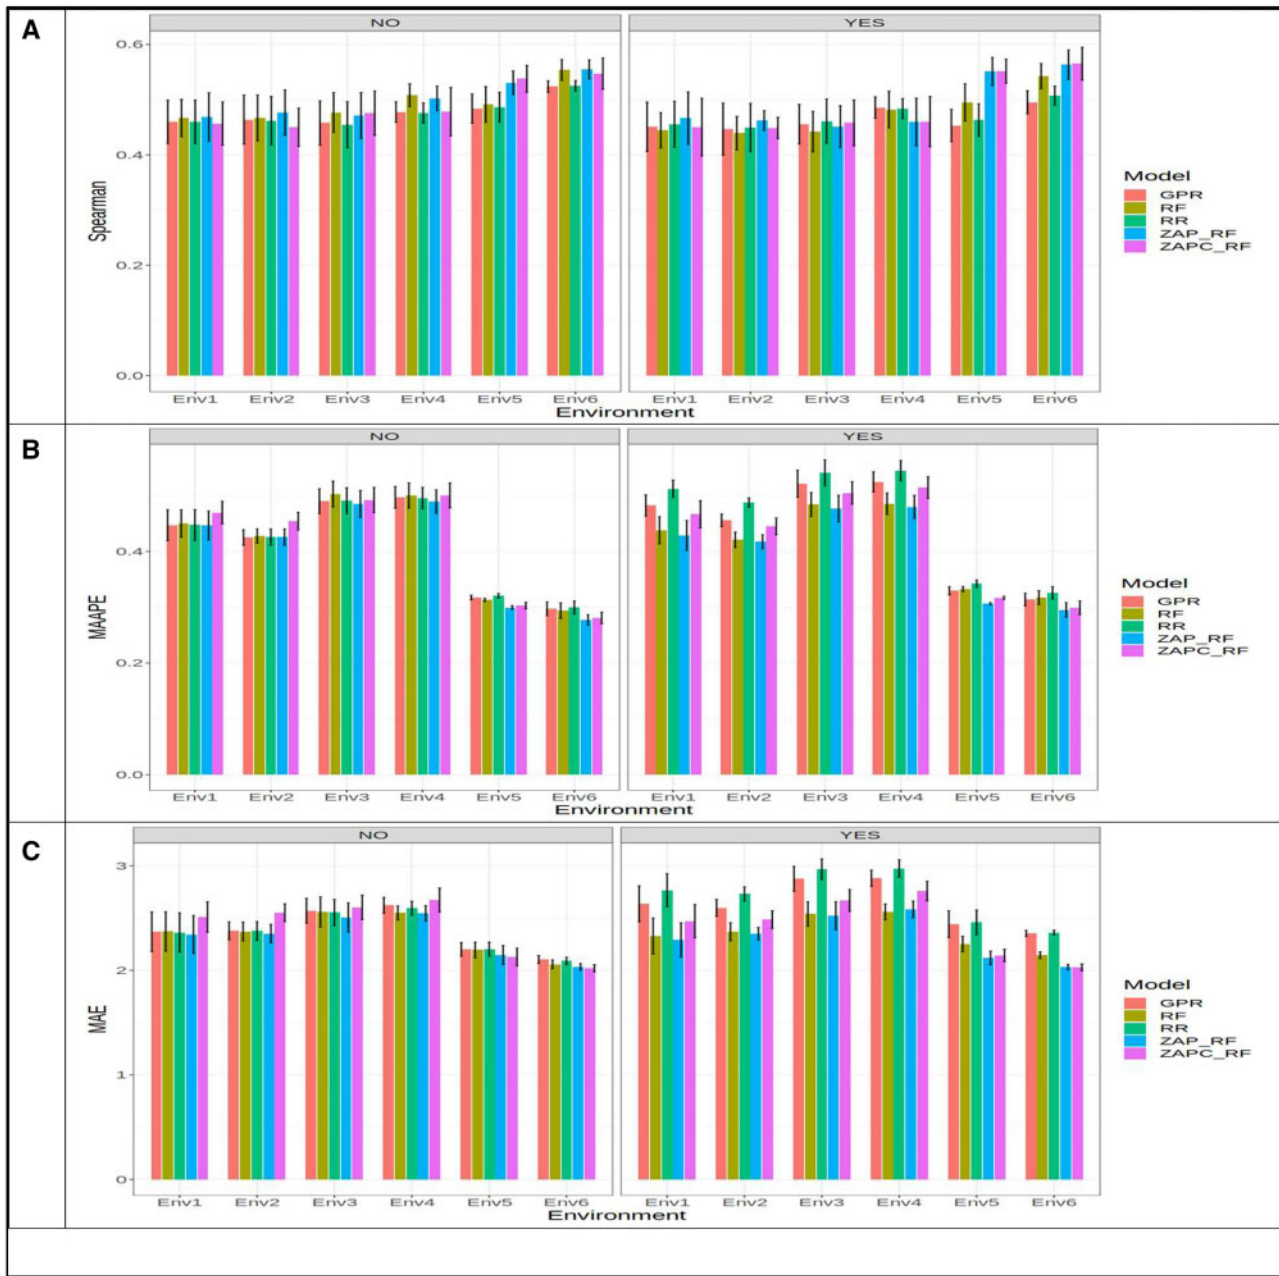 A
NO
YES
Spearman
0.6
0.4
0.2
0.0
Env1 Env2 Env3 Env4 Env5 Env6
Env1 Env2 Env3 Env4 Env5 Env6
Environment
Model
GPR
RF
RR
ZAP_RF
ZAPC_RF
B
NO
YES
MAAPE
0.4
0.2
0.0
Env1 Env2 Env3 Env4 Env5 Env6
Env1 Env2 Env3 Env4 Env5 Env6
Environment
Model
GPR
RF
RR
ZAP_RF
ZAPC_RF
C
NO
YES
MAE
3
2
1
0
Env1 Env2 Env3 Env4 Env5 Env6
Env1 Env2 Env3 Env4 Env5 Env6
Environment
Model
GPR
RF
RR
ZAP_RF
ZAPC_RF